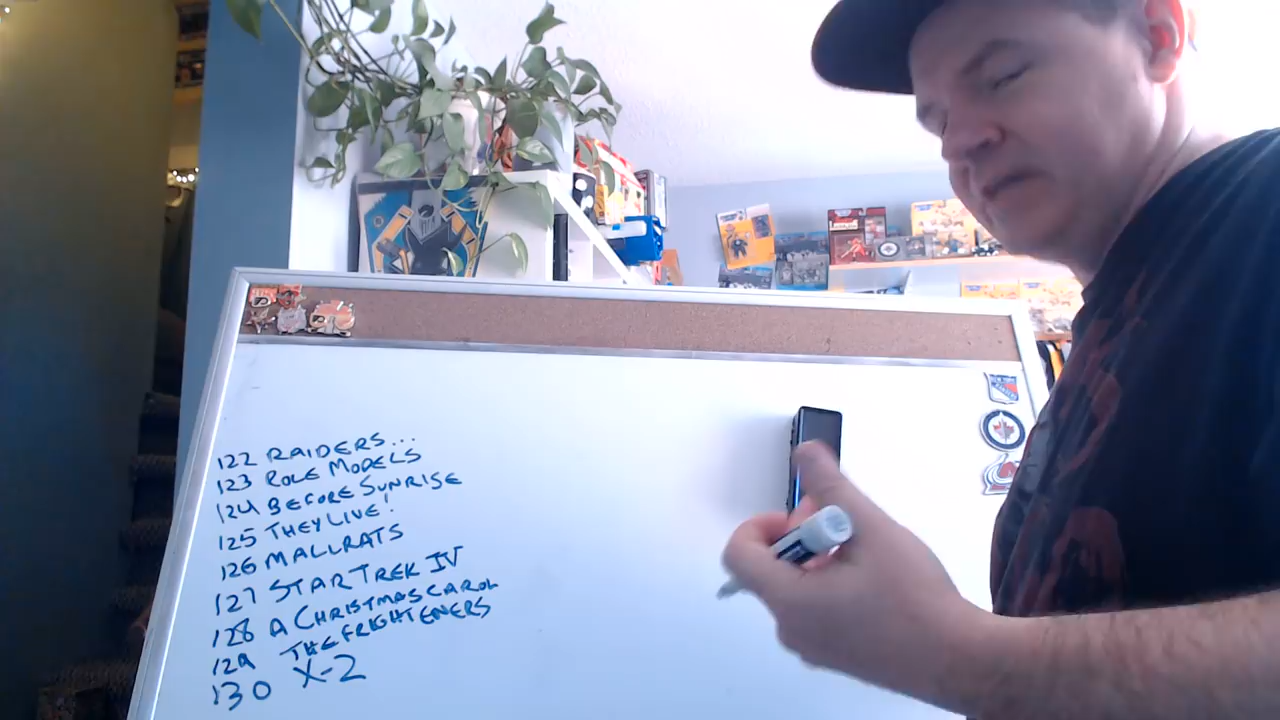 122 RAIDERS...
123 ROLE MODELS
124 BEFORE SUNRISE
125 THEY LIVE!
126 MALLRATS
127 STAR TREK IV
128 A CHRISTMAS CAROL
129 THE FRIGHTENERS
130 X-2